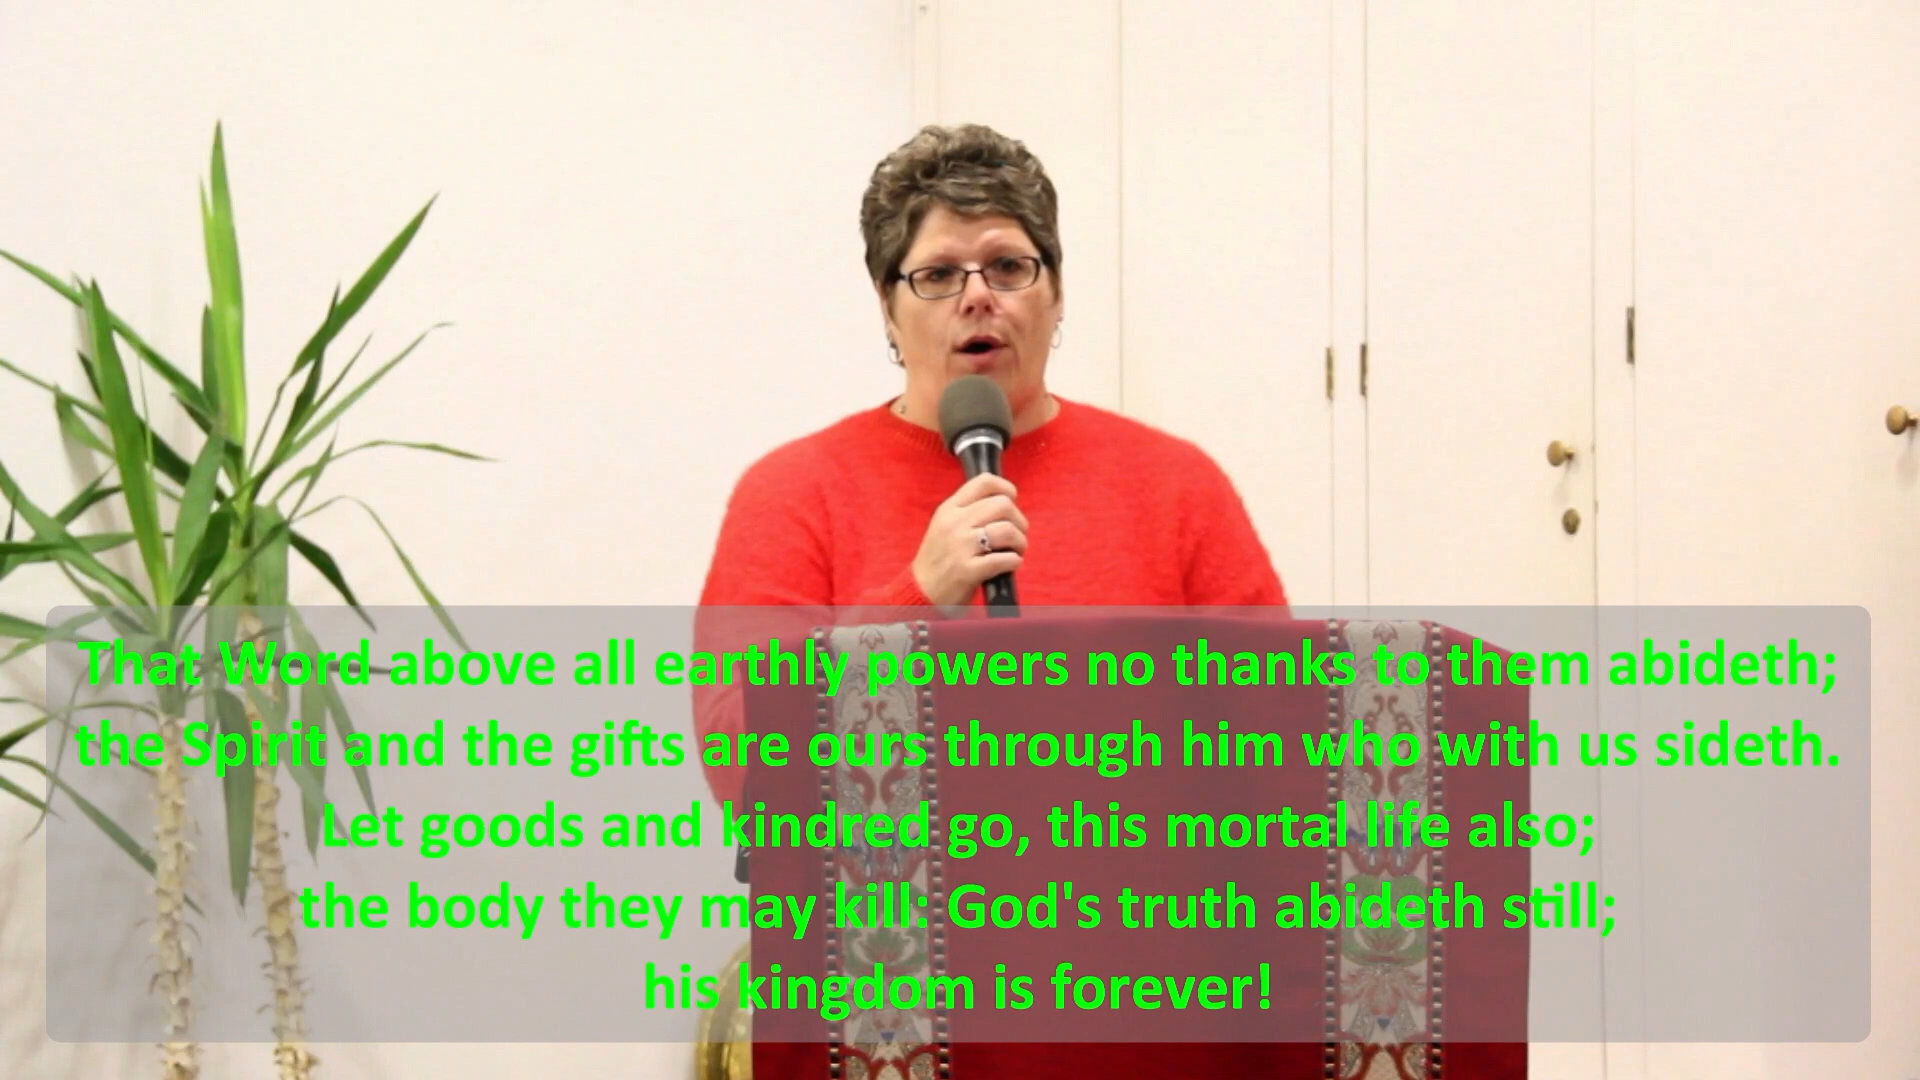 That Word above all earthly powers no thanks to them abideth;
the Spirit and the gifts are ours through him who with us sideth.
Let goods and kindred go, this mortal life also;
the body they may kill: God's truth abideth still;
his kingdom is forever!